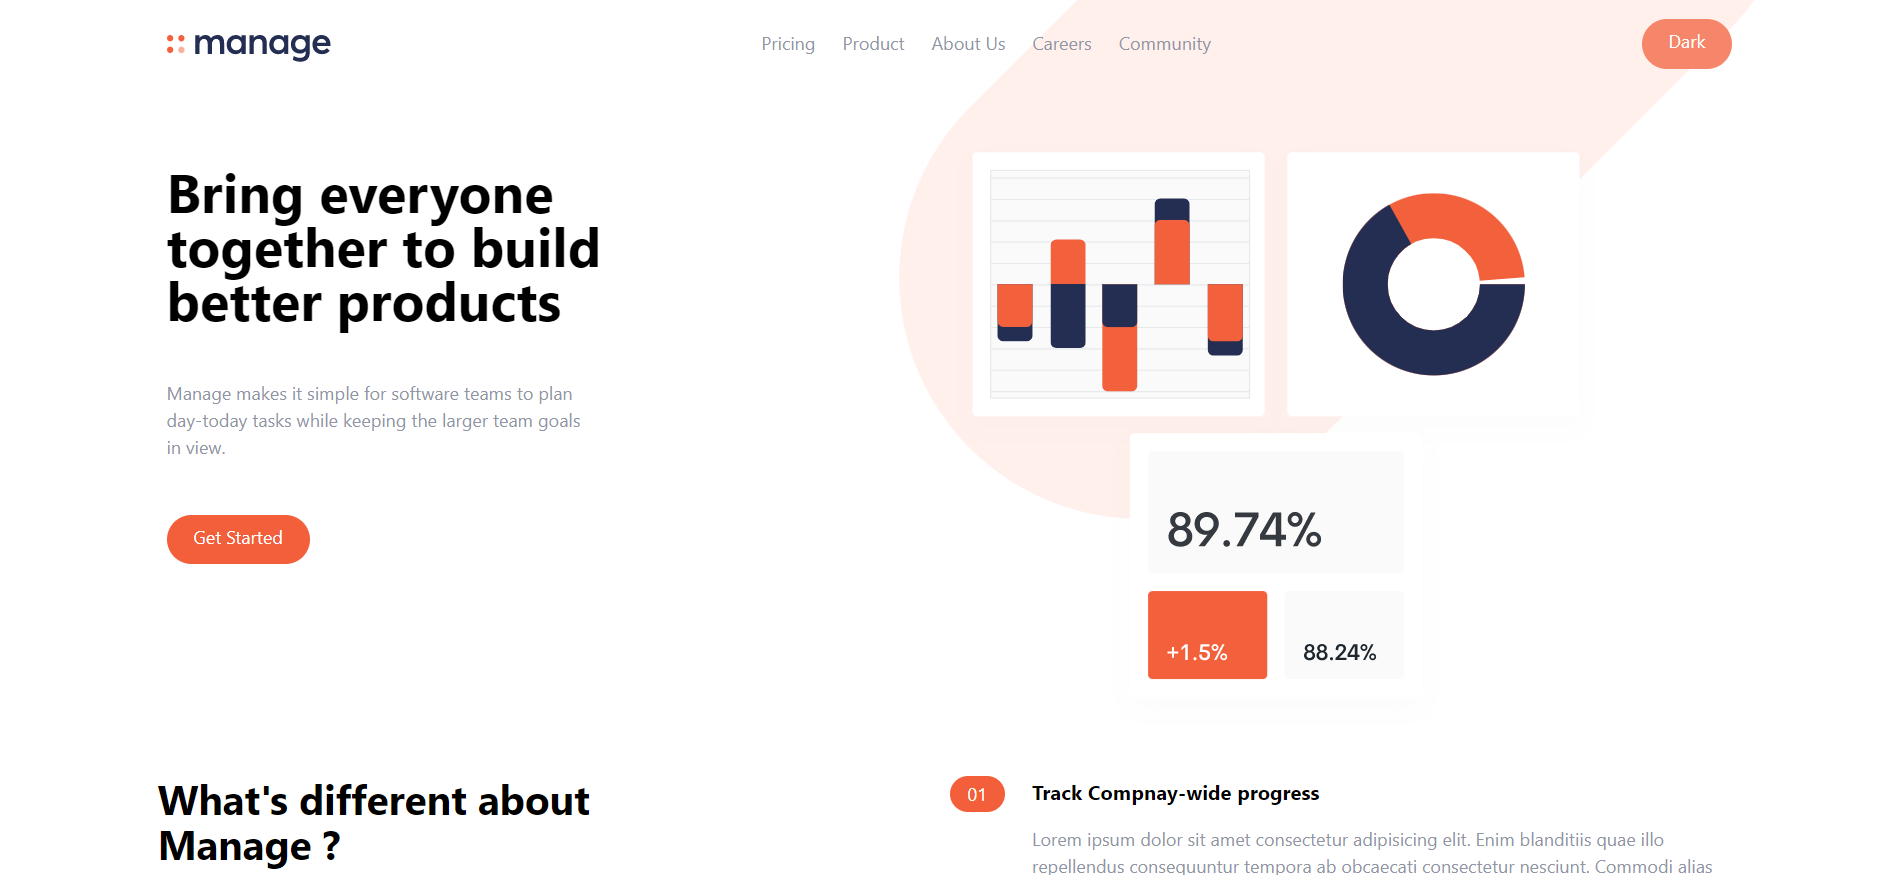 manage
Pricing Product About Us Careers Community
Dark
Bring everyone
together to build
better products
Manage makes it simple for software teams to plan
day-today tasks while keeping the larger team goals
in view.
Get Started
89.74%
+1.5%
88.24%
What's different about
Manage ?
01
Track Compnay-wide progress
Lorem ipsum dolor sit amet consectetur adipisicing elit. Enim blanditiis quae illo
repellendus consequuntur tempora ab obcaecati consectetur nesciunt. Commodi alias